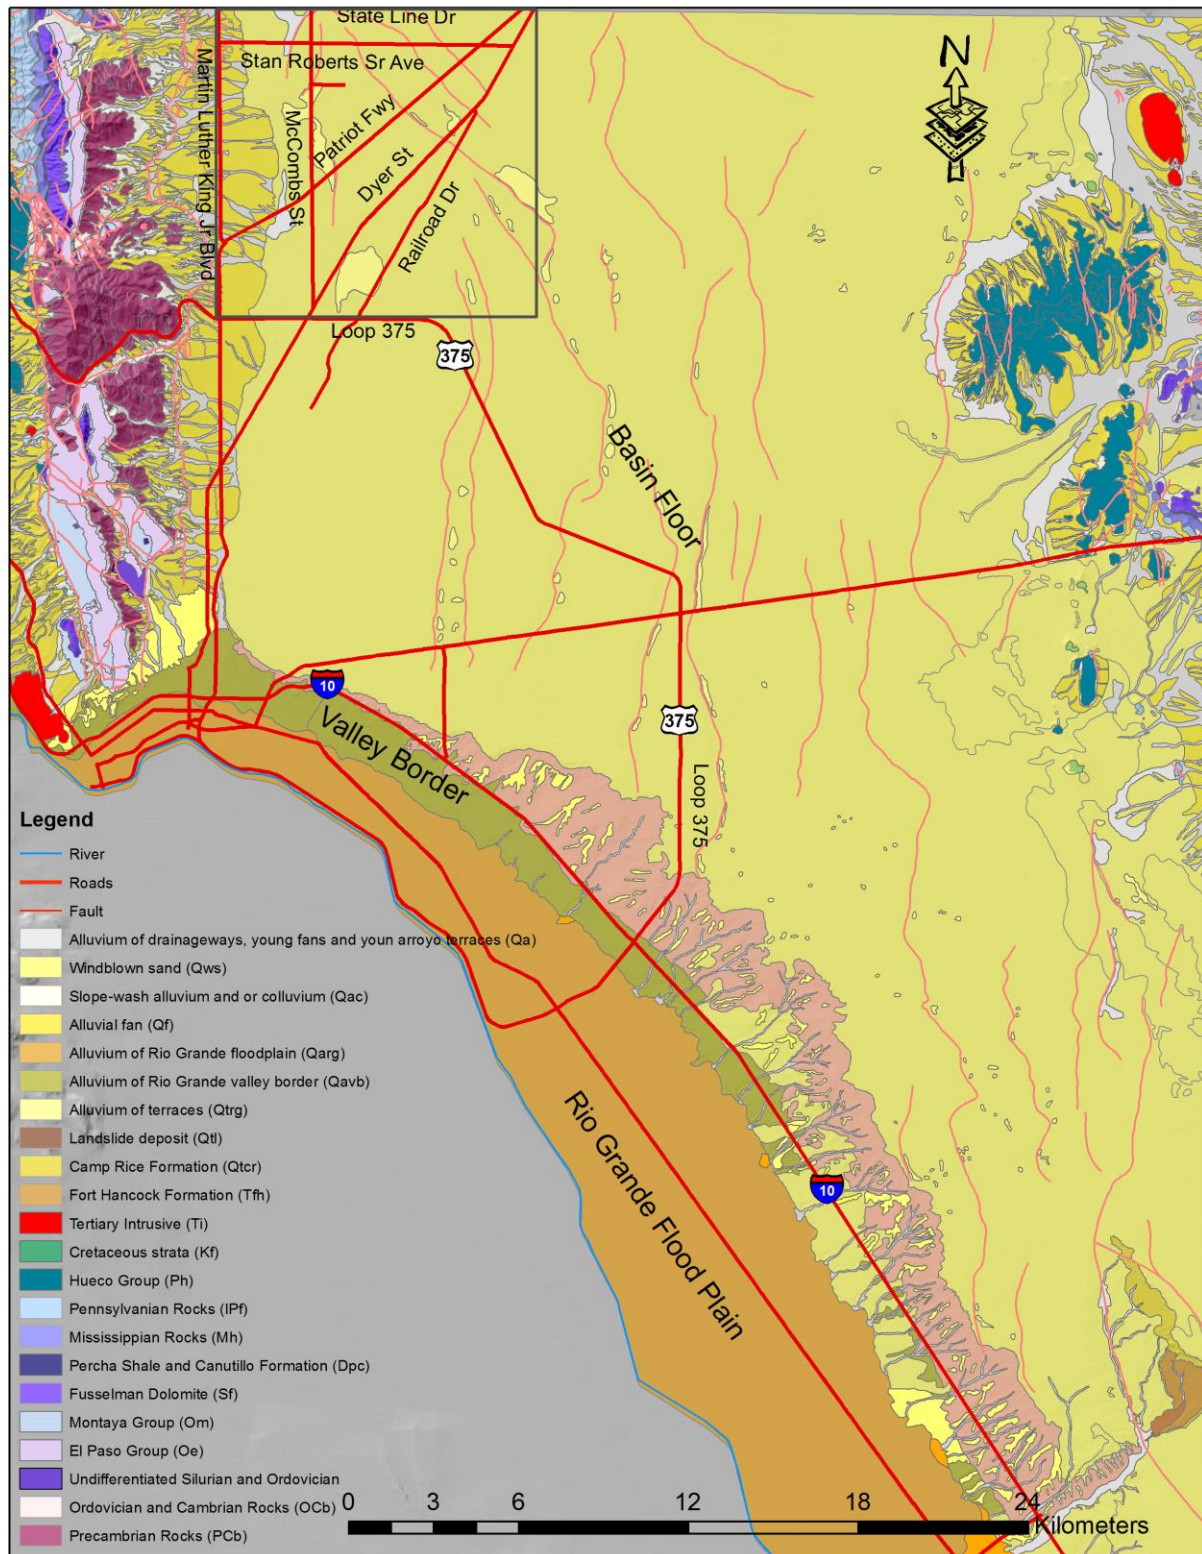 State Line Dr
Stan Roberts Sr Ave
Martin Luther King Jr Blvd
McCombs St
Patriot Fwy
Dyer St
Railroad Dr
N
Loop 375
375
Basin Floor
10
Valley Border
375
Loop 375
Rio Grande Flood Plain
10
Legend
River
Roads
Fault
Alluvium of drainageways, young fans and youn arroyo terraces (Qa)
Windblown sand (Qws)
Slope-wash alluvium and or colluvium (Qac)
Alluvial fan (Qf)
Alluvium of Rio Grande floodplain (Qarg)
Alluvium of Rio Grande valley border (Qavb)
Alluvium of terraces (Qtrg)
Landslide deposit (Qtl)
Camp Rice Formation (Qtcr)
Fort Hancock Formation (Tfh)
Tertiary Intrusive (Ti)
Cretaceous strata (Kf)
Hueco Group (Ph)
Pennsylvanian Rocks (IPf)
Mississippian Rocks (Mh)
Percha Shale and Canutillo Formation (Dpc)
Fusselman Dolomite (Sf)
Montaya Group (Om)
El Paso Group (Oe)
Undifferentiated Silurian and Ordovician
Ordovician and Cambrian Rocks (OCb)
Precambrian Rocks (PCb)
0 3 6 12 18 24
Kilometers